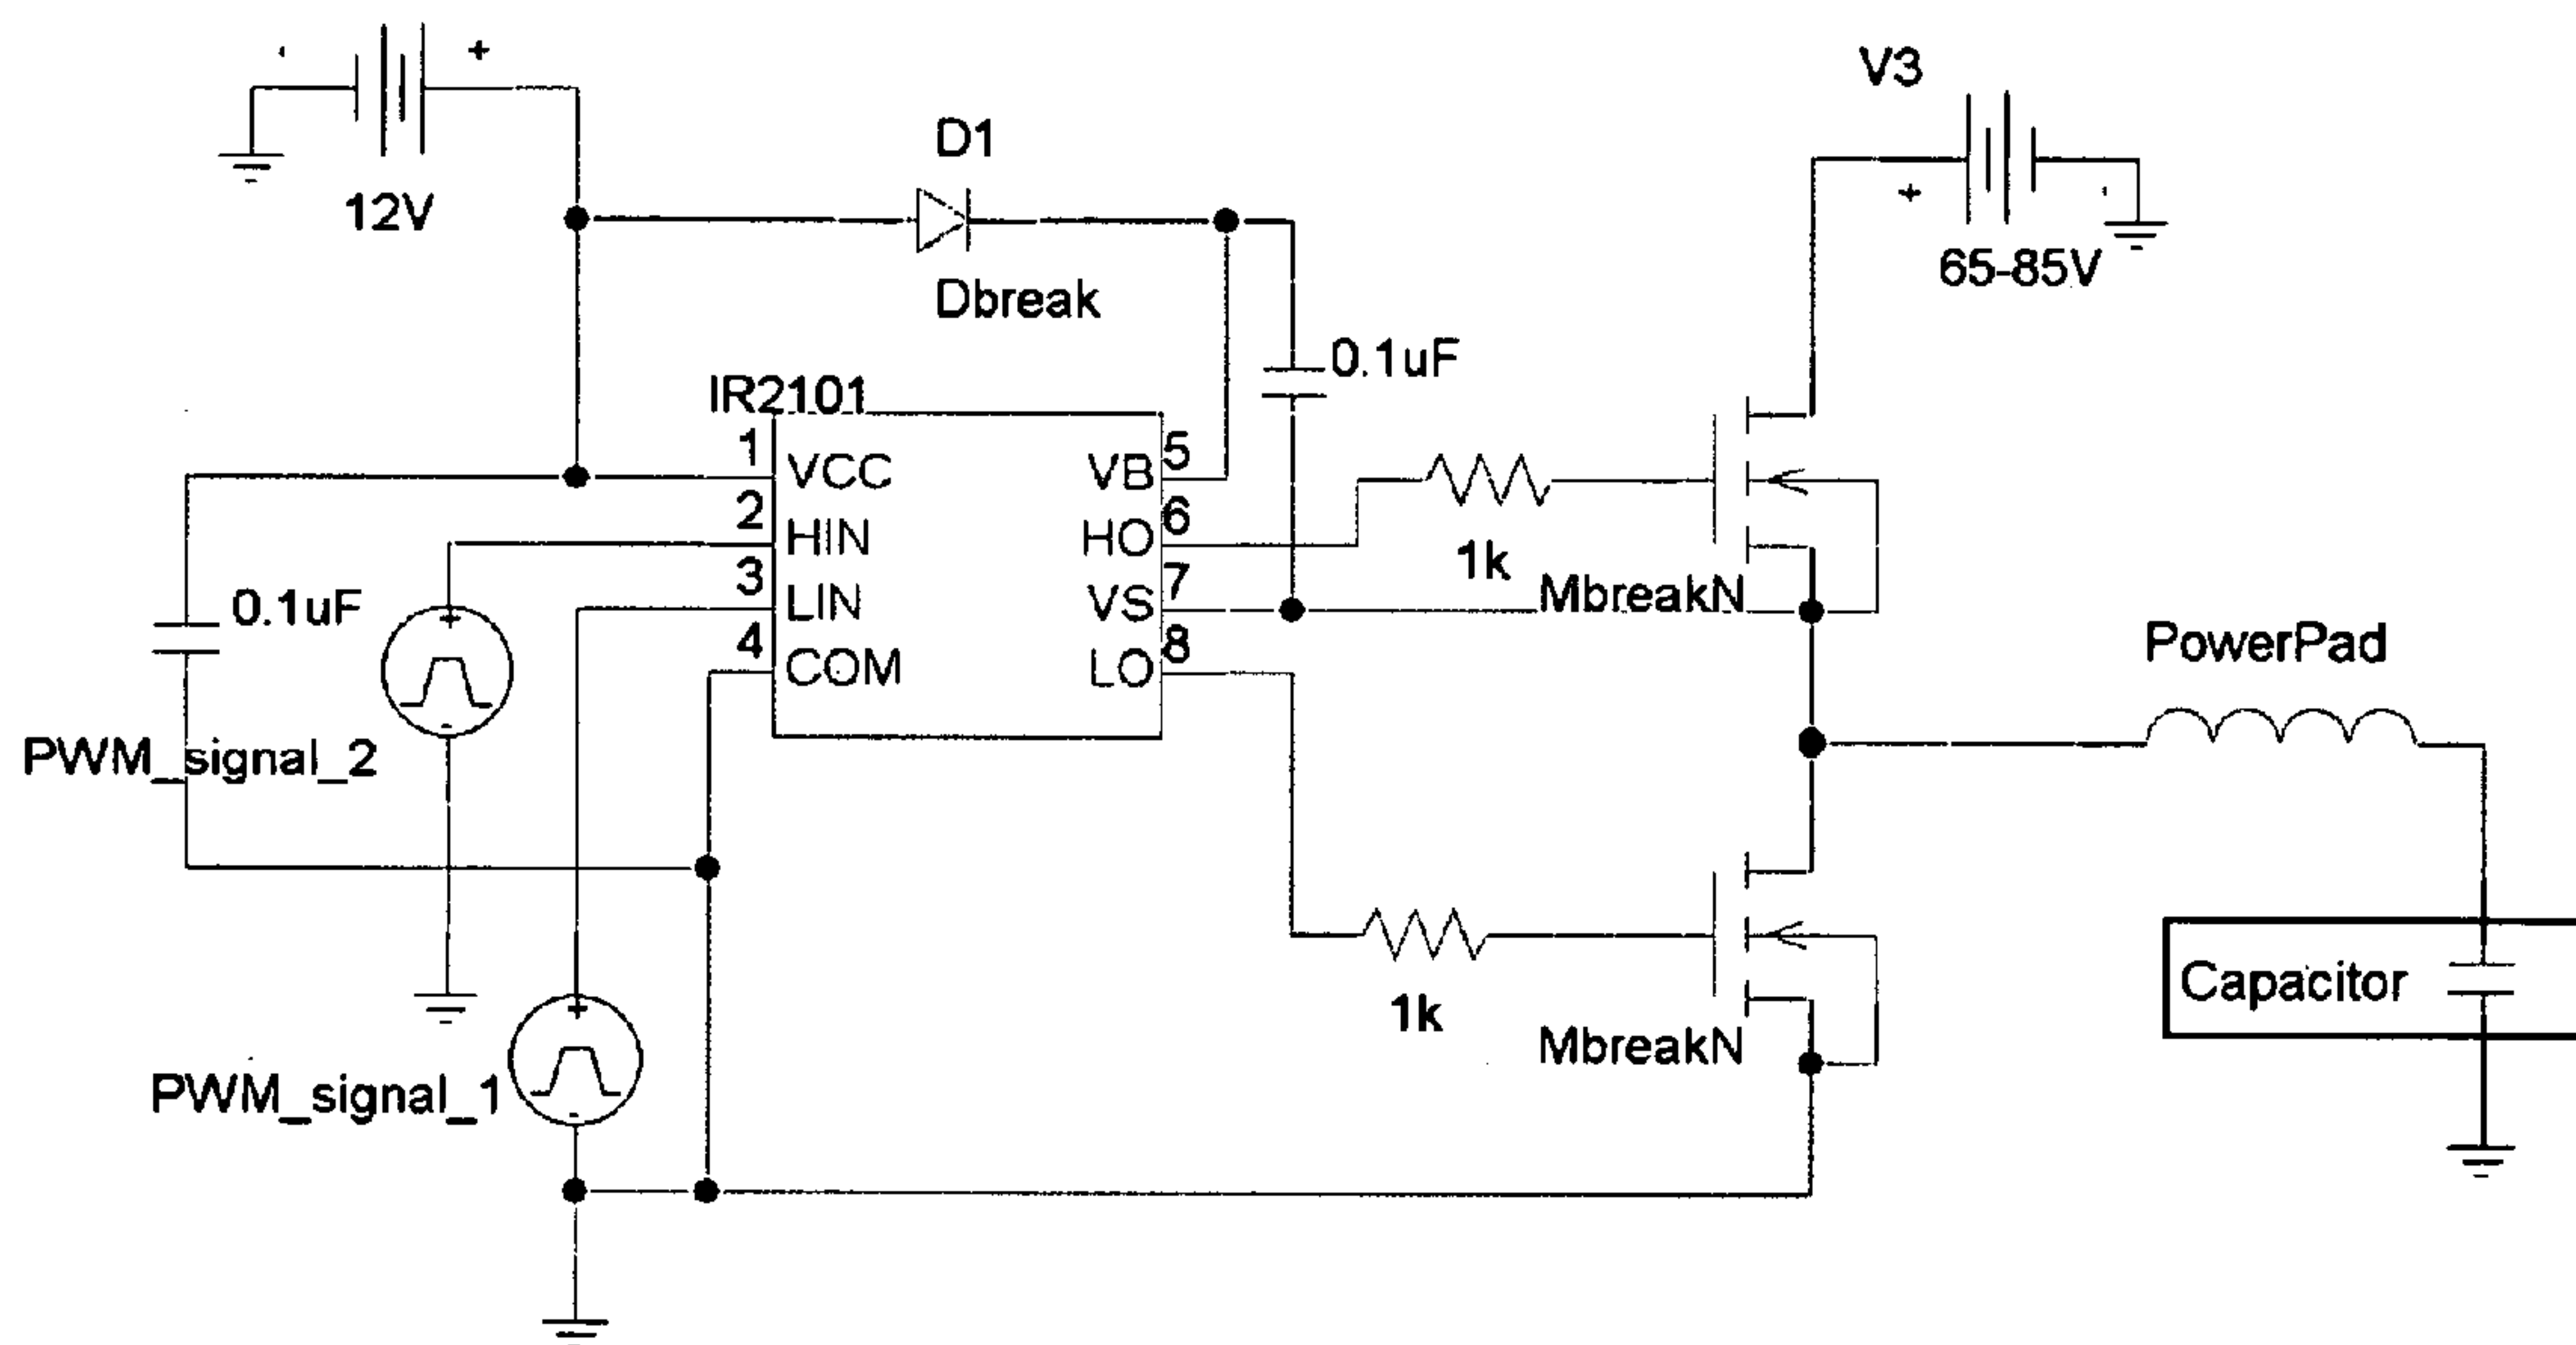 V3
- +
12V
D1
+ -
65-85V
Dbreak
0.1uF
IR2101
1 VCC VB 5
2 HIN HO 6
3 LIN VS 7
4 COM LO 8
0.1uF
+
-
PWM_signal_2
1k
MbreakN
PowerPad
Capacitor
+
-
PWM_signal_1
1k
MbreakN